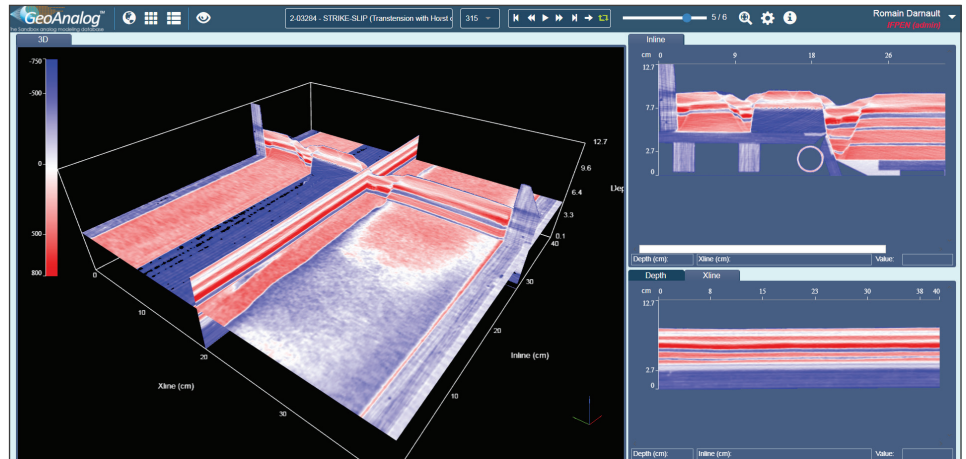 GeoAnalog™
the Sandbox analog modeling database
2-03284 - STRIKE-SLIP (Transtension with Horst
315
5 / 6
Romain Darnault
IFPEN (admin)
3D
-750
-500
0
500
800
12.7
9.6
6.4
3.3
0.1
40
30
20
10
Inline (cm)
0
10
20
30
Xline (cm)
Inline
cm 0 9 18 26
12.7
7.7
2.7
0
Depth (cm): Xline (cm): Value:
Depth Xline
cm 0 8 15 23 30 38 40
12.7
2.7
0
Depth (cm): Inline (cm): Value: